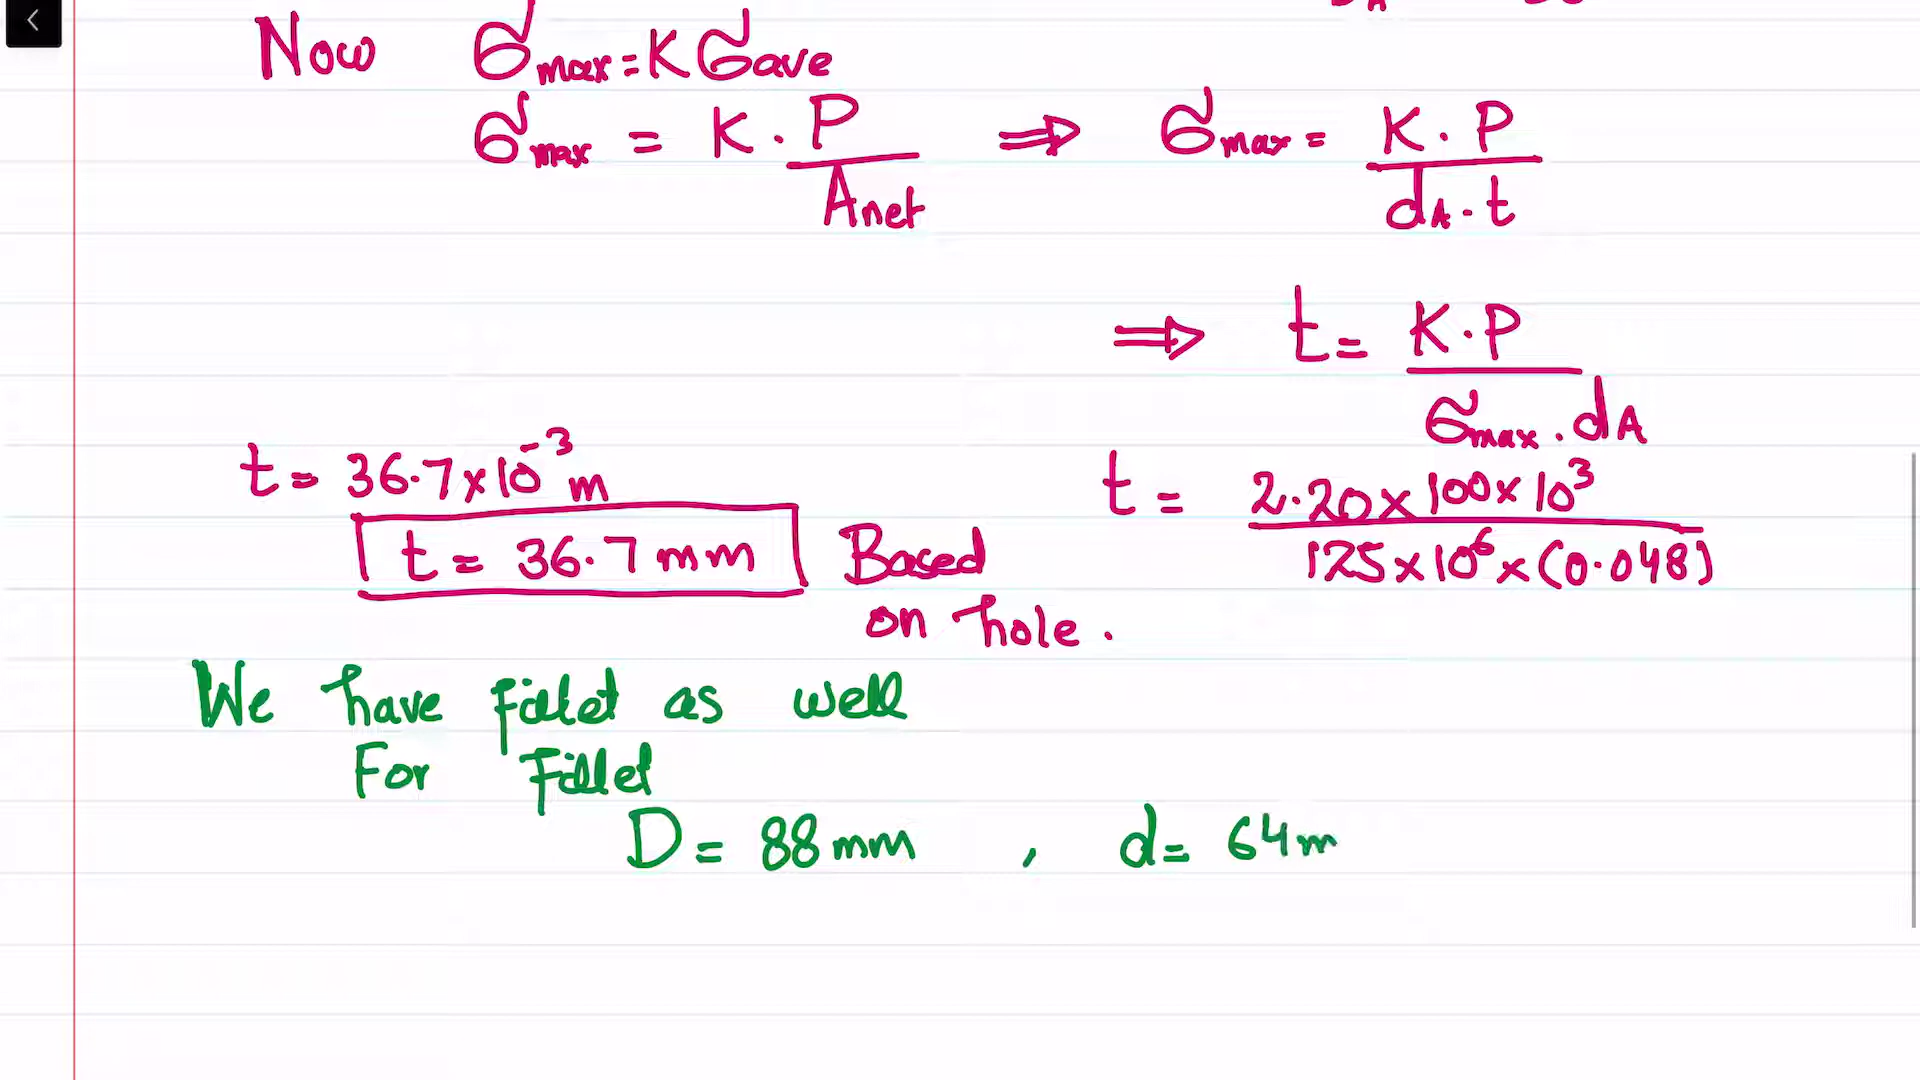 Now σmax = K σave
σmax = K . P / Anet ⇒ σmax = K . P / dA . t
⇒ t = K . P / σmax . dA
t = 36.7 x 10^-3 m
t = 2.20 x 100 x 10^3 / 125 x 10^6 x (0.048)
t = 36.7 mm Based
on hole .
We have fillet as well
For Fillet
D = 88 mm , d = 64 m